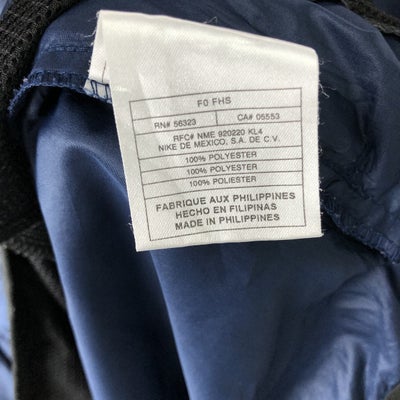 F0 FHS
RN# 56323 CA# 05553
RFC# NME 920220 KL4
NIKE DE MEXICO, S.A. DE C.V.
100% POLYESTER
100% POLYESTER
100% POLIESTER
FABRIQUE AUX PHILIPPINES
HECHO EN FILIPINAS
MADE IN PHILIPPINES